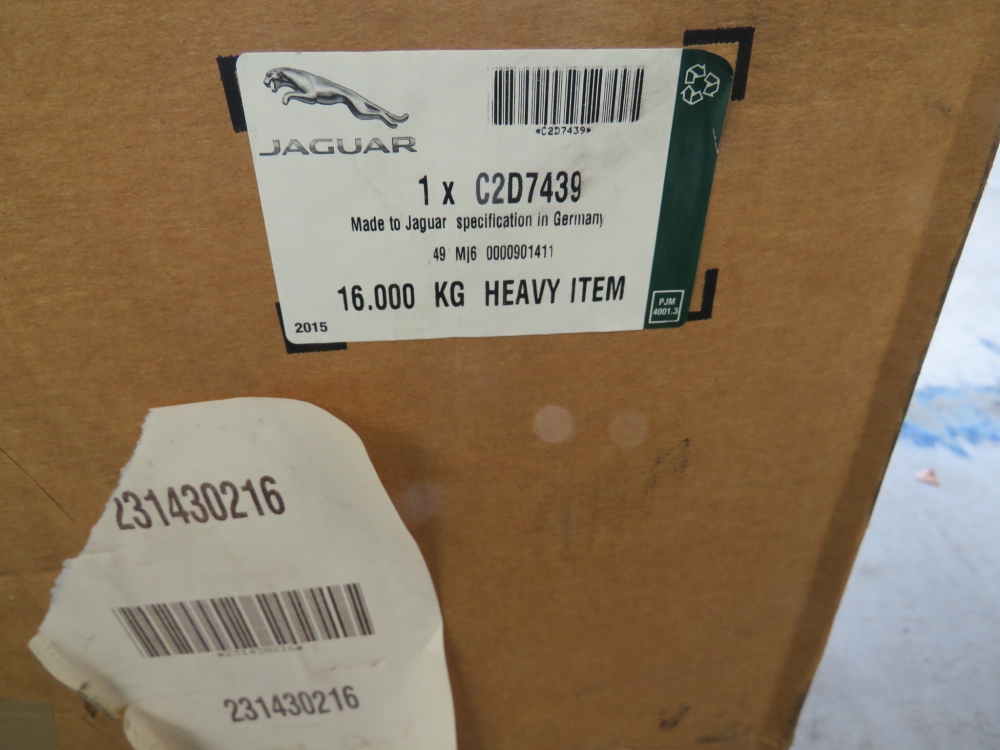 JAGUAR
*C2D7439*
1 x C2D7439
Made to Jaguar specification in Germany
49 MJ6 0000901411
16.000 KG HEAVY ITEM
2015
PJM
4001.3
231430216
*231430216*
231430216